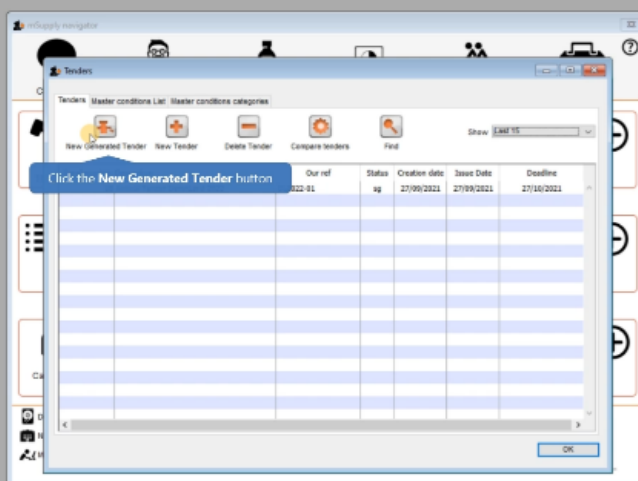 mSupply navigator
Tenders
Tenders Master conditions List Master conditions categories
New Generated Tender New Tender Delete Tender Compare tenders Find Show Last 15
Click the New Generated Tender button
Our ref Status Creation date Issue Date Deadline
022-01 sg 27/09/2021 27/09/2021 27/10/2021
OK